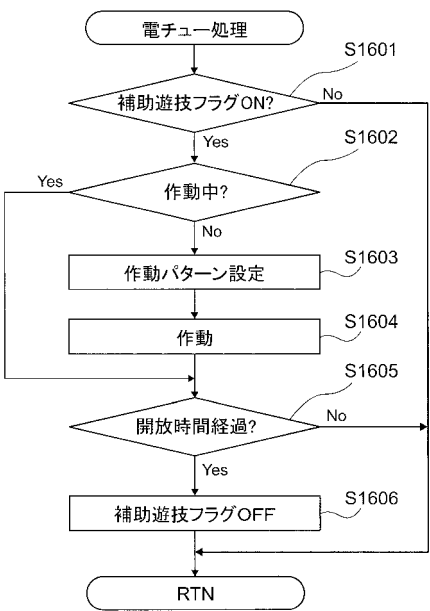 電チュー処理
S1601
補助遊技フラグON?
No
Yes
S1602
Yes
作動中?
No
S1603
作動パターン設定
S1604
作動
S1605
開放時間経過?
No
Yes
S1606
補助遊技フラグOFF
RTN